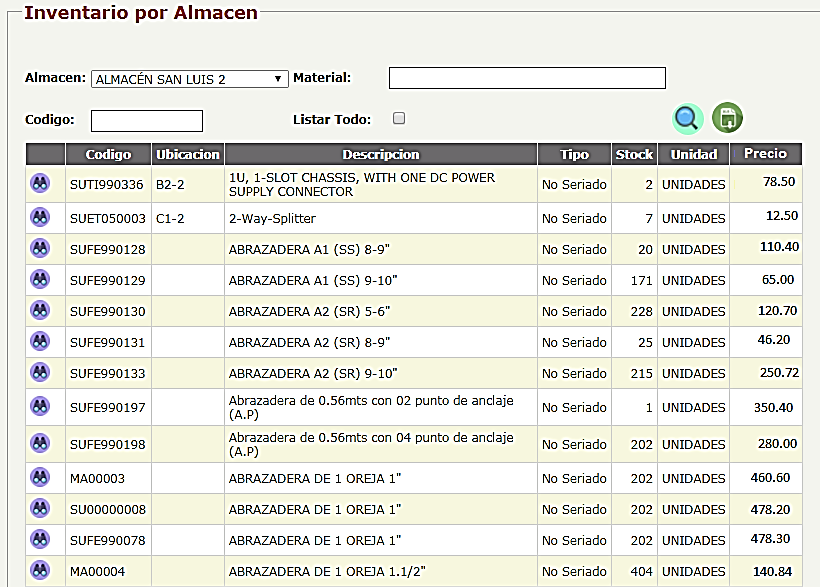 Inventario por Almacen
Almacen: ALMACÉN SAN LUIS 2 Material:
Codigo: Listar Todo:
Codigo Ubicacion Descripcion Tipo Stock Unidad Precio
SUTI990336 B2-2 1U, 1-SLOT CHASSIS, WITH ONE DC POWER
SUPPLY CONNECTOR No Seriado 2 UNIDADES 78.50
SUET050003 C1-2 2-Way-Splitter No Seriado 7 UNIDADES 12.50
SUFE990128 ABRAZADERA A1 (SS) 8-9" No Seriado 20 UNIDADES 110.40
SUFE990129 ABRAZADERA A1 (SS) 9-10" No Seriado 171 UNIDADES 65.00
SUFE990130 ABRAZADERA A2 (SR) 5-6" No Seriado 228 UNIDADES 120.70
SUFE990131 ABRAZADERA A2 (SR) 8-9" No Seriado 25 UNIDADES 46.20
SUFE990133 ABRAZADERA A2 (SR) 9-10" No Seriado 215 UNIDADES 250.72
SUFE990197 Abrazadera de 0.56mts con 02 punto de anclaje
(A.P) No Seriado 1 UNIDADES 350.40
SUFE990198 Abrazadera de 0.56mts con 04 punto de anclaje
(A.P) No Seriado 202 UNIDADES 280.00
MA00003 ABRAZADERA DE 1 OREJA 1" No Seriado 202 UNIDADES 460.60
SU00000008 ABRAZADERA DE 1 OREJA 1" No Seriado 202 UNIDADES 478.20
SUFE990078 ABRAZADERA DE 1 OREJA 1" No Seriado 202 UNIDADES 478.30
MA00004 ABRAZADERA DE 1 OREJA 1.1/2" No Seriado 404 UNIDADES 140.84